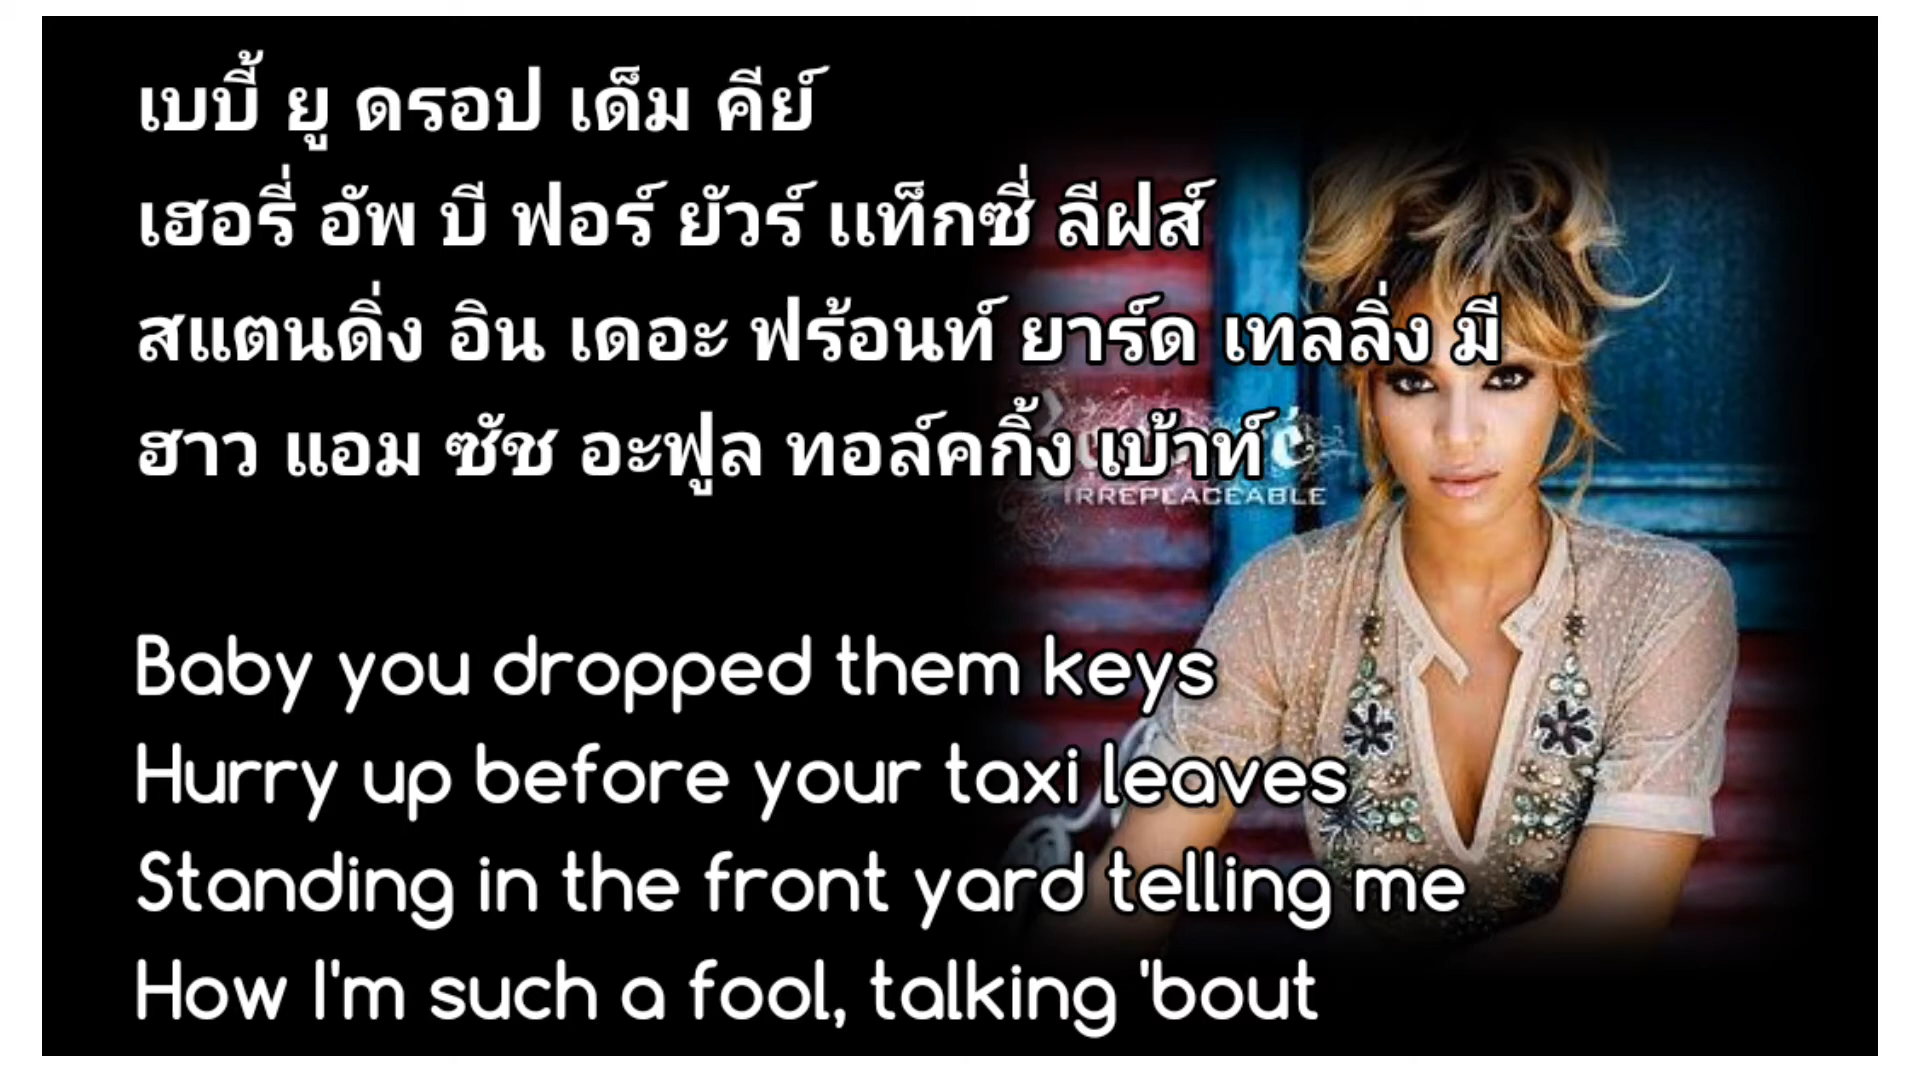 เบบี้ ยู ดรอป เด็ม คีย์
เฮอรี่ อัพ บี ฟอร์ ยัวร์ แท็กซี่ ลีฝส์
สแตนดิ่ง อิน เดอะ ฟร้อนท์ ยาร์ด เทลลิ่ง มี
ฮาว แอม ซัช อะฟูล ทอล์คกิ้ง เบ้าท์
IRREPLACEABLE
Baby you dropped them keys
Hurry up before your taxi leaves
Standing in the front yard telling me
How I'm such a fool, talking 'bout